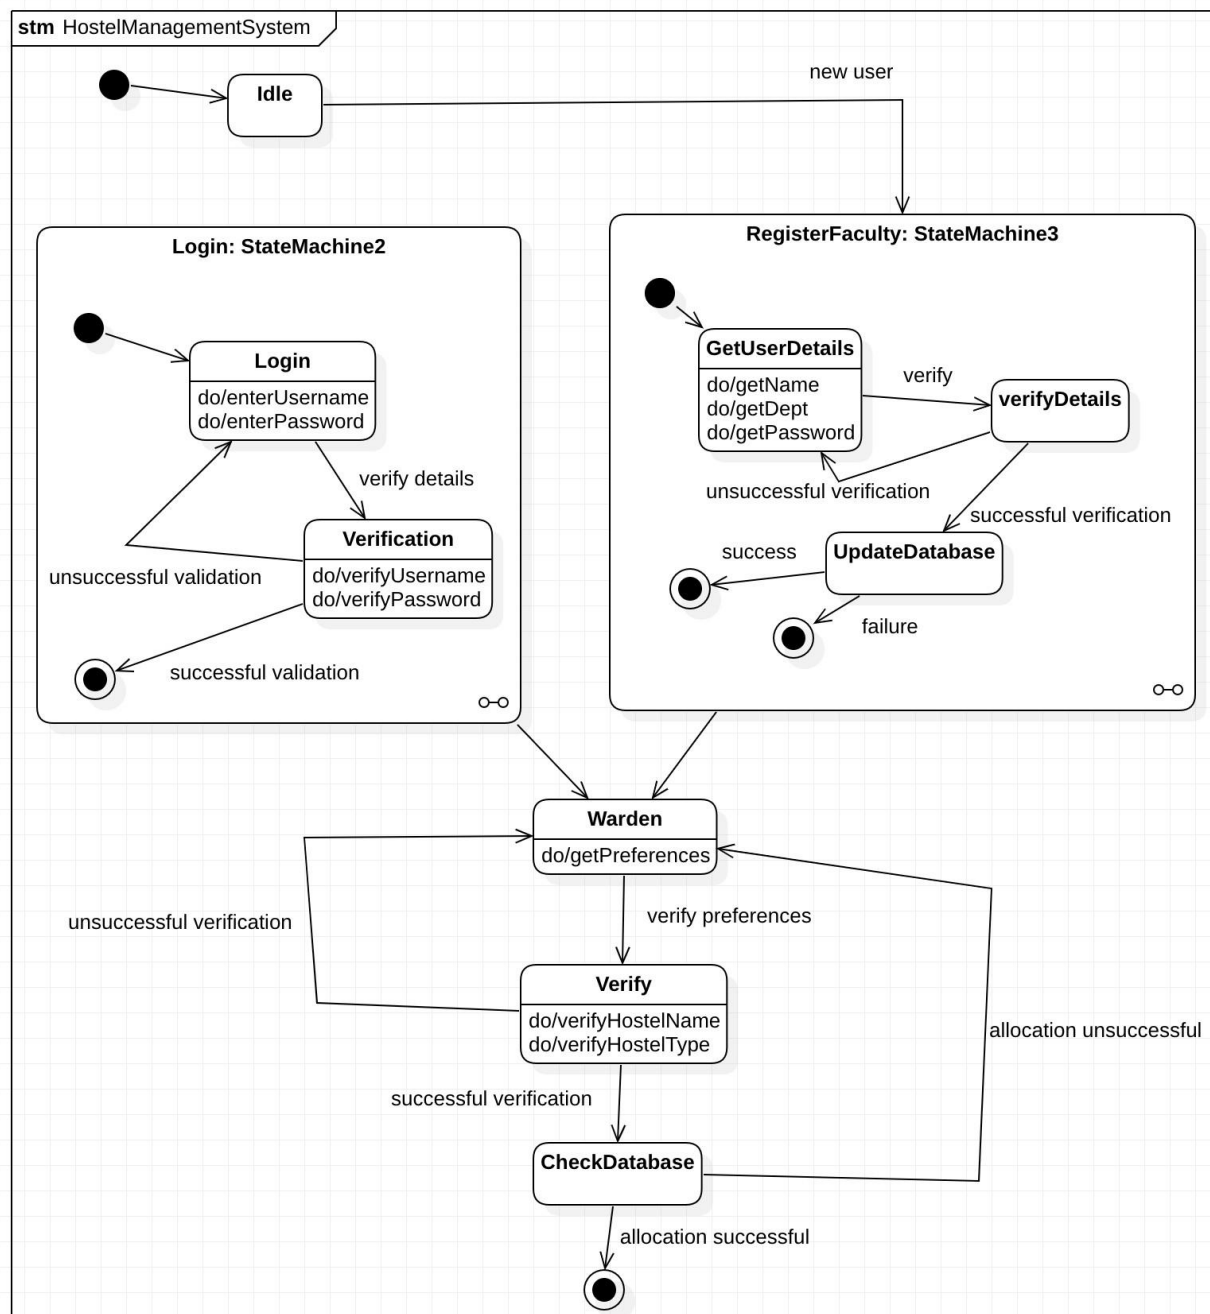 stm HostelManagementSystem
new user
Idle
Login: StateMachine2
Login
do/enterUsername
do/enterPassword
verify details
Verification
do/verifyUsername
do/verifyPassword
unsuccessful validation
successful validation
RegisterFaculty: StateMachine3
GetUserDetails
do/getName
do/getDept
do/getPassword
verify
verifyDetails
unsuccessful verification
successful verification
UpdateDatabase
success
failure
Warden
do/getPreferences
verify preferences
unsuccessful verification
Verify
do/verifyHostelName
do/verifyHostelType
allocation unsuccessful
successful verification
CheckDatabase
allocation successful